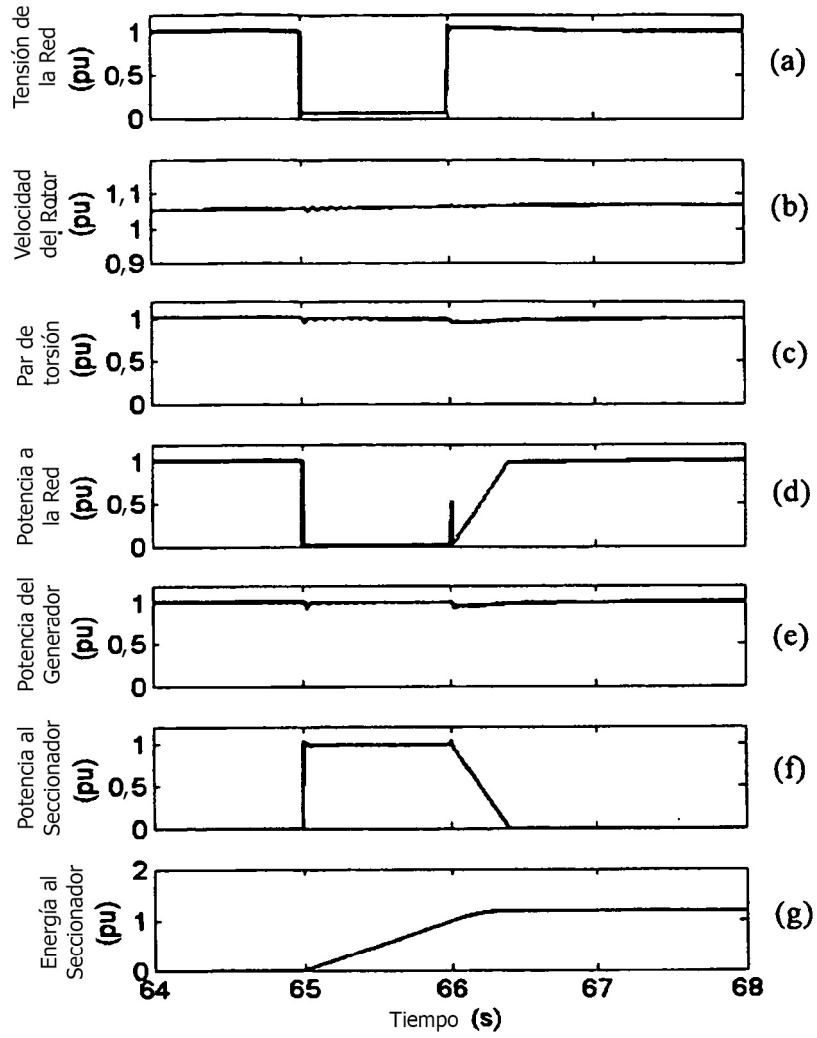 Tensión de
la Red
(pu)
1
0,5
0
(a)
Velocidad
del Rotor
(pu)
1,1
1
0,9
(b)
Par de
torsión
(pu)
1
0,5
0
(c)
Potencia a
la Red
(pu)
1
0,5
0
(d)
Potencia del
Generador
(pu)
1
0,5
0
(e)
Potencia al
Seccionador
(pu)
1
0,5
0
(f)
Energía al
Seccionador
(pu)
2
1
0
(g)
64 65 66 67 68
Tiempo (s)